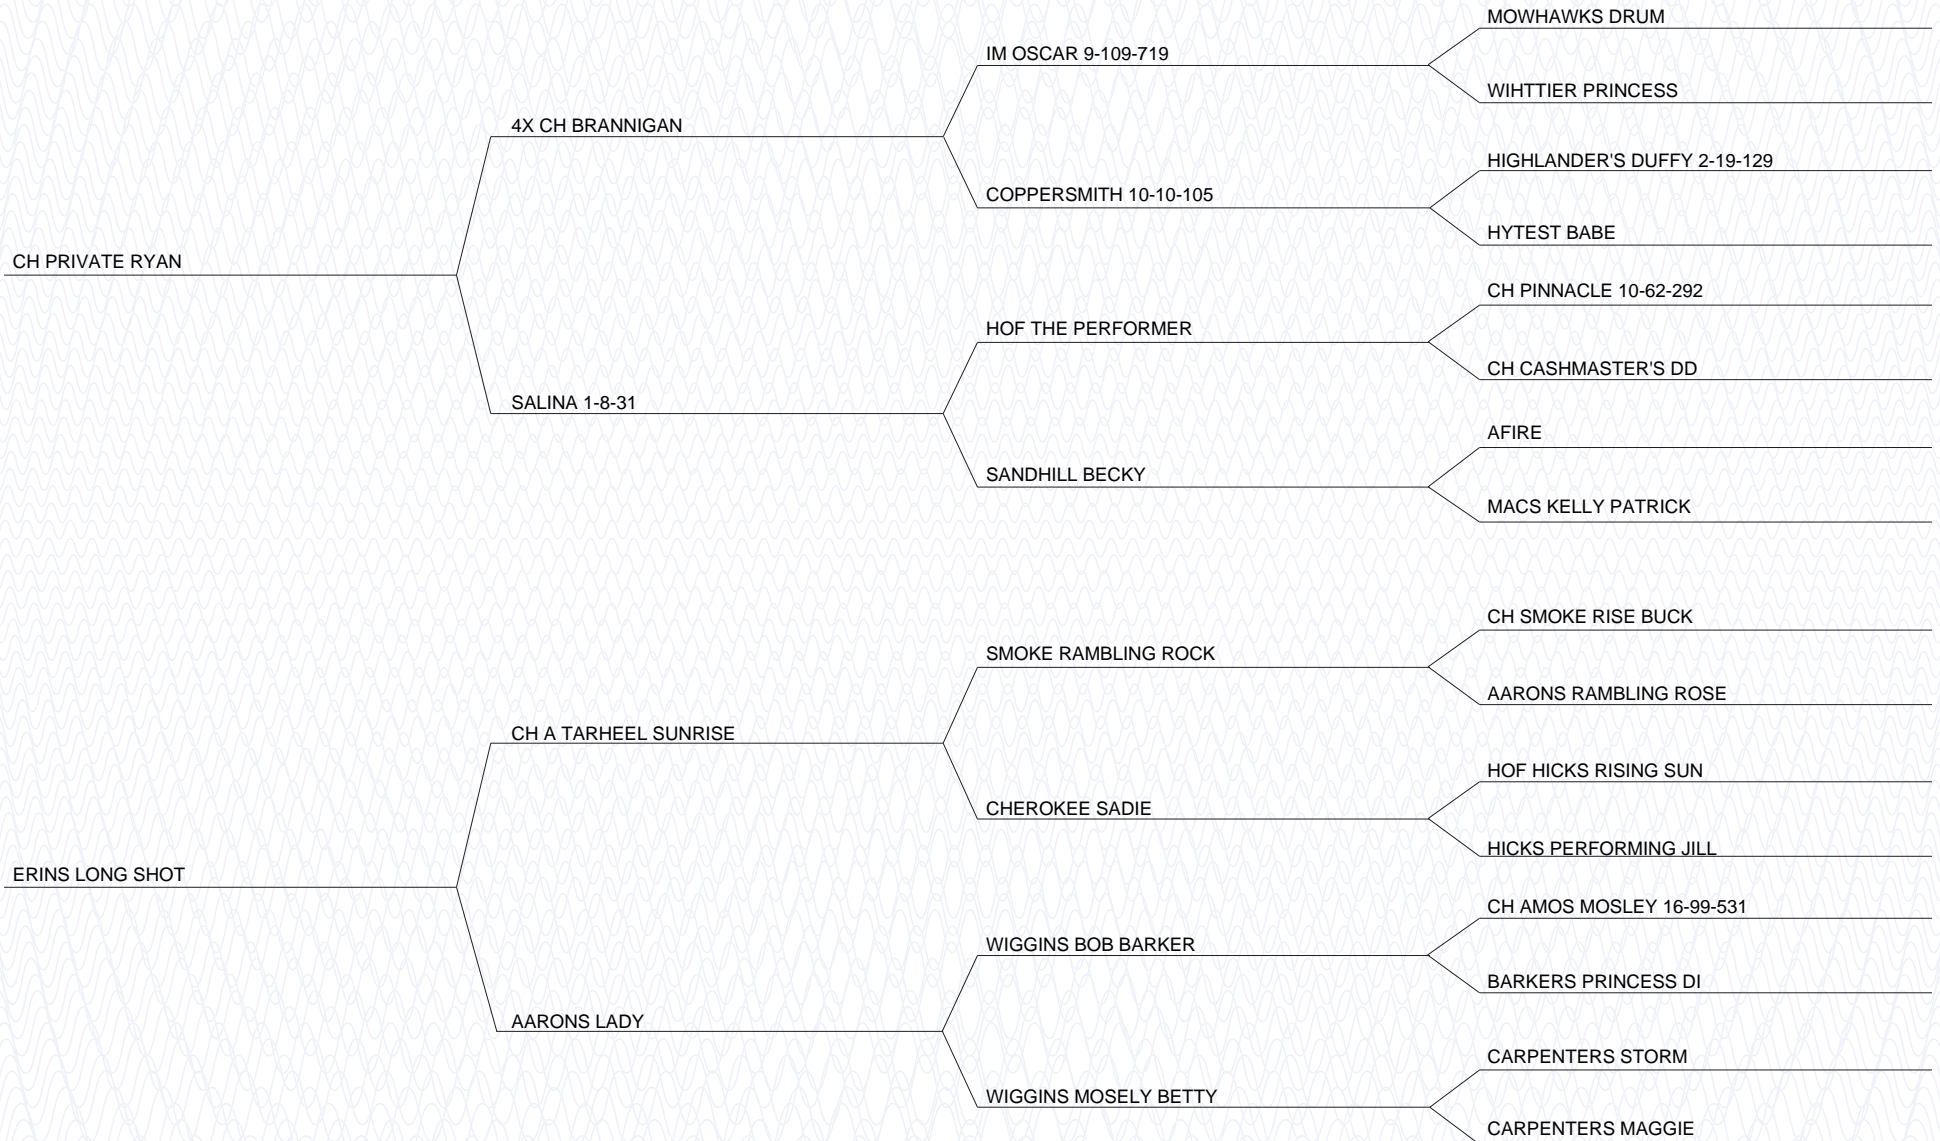 MOWHAWKS DRUM
IM OSCAR 9-109-719
WIHTTIER PRINCESS
4X CH BRANNIGAN
HIGHLANDER'S DUFFY 2-19-129
COPPERSMITH 10-10-105
HYTEST BABE
CH PRIVATE RYAN
CH PINNACLE 10-62-292
HOF THE PERFORMER
CH CASHMASTER'S DD
SALINA 1-8-31
AFIRE
SANDHILL BECKY
MACS KELLY PATRICK
CH SMOKE RISE BUCK
SMOKE RAMBLING ROCK
AARONS RAMBLING ROSE
CH A TARHEEL SUNRISE
HOF HICKS RISING SUN
CHEROKEE SADIE
HICKS PERFORMING JILL
ERINS LONG SHOT
CH AMOS MOSLEY 16-99-531
WIGGINS BOB BARKER
BARKERS PRINCESS DI
AARONS LADY
CARPENTERS STORM
WIGGINS MOSELY BETTY
CARPENTERS MAGGIE